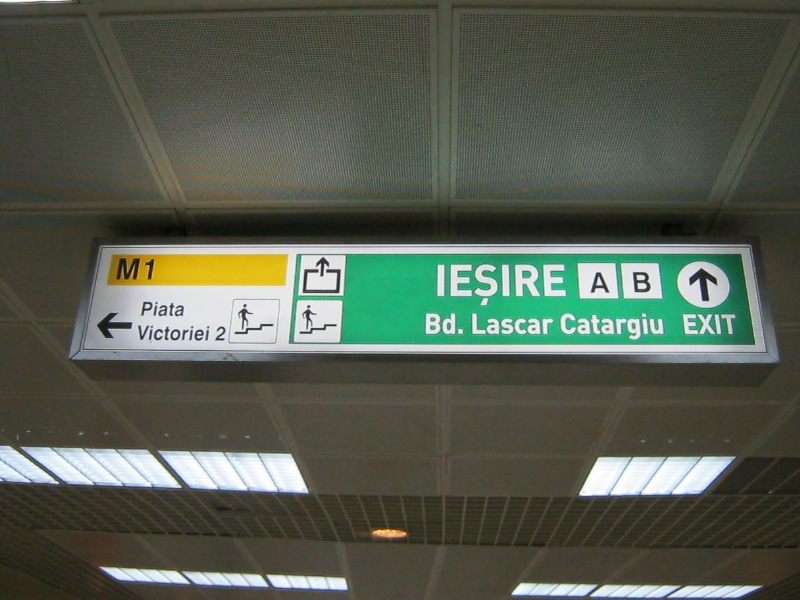 M1
Piata
Victoriei 2
IEȘIRE A B
Bd. Lascar Catargiu EXIT